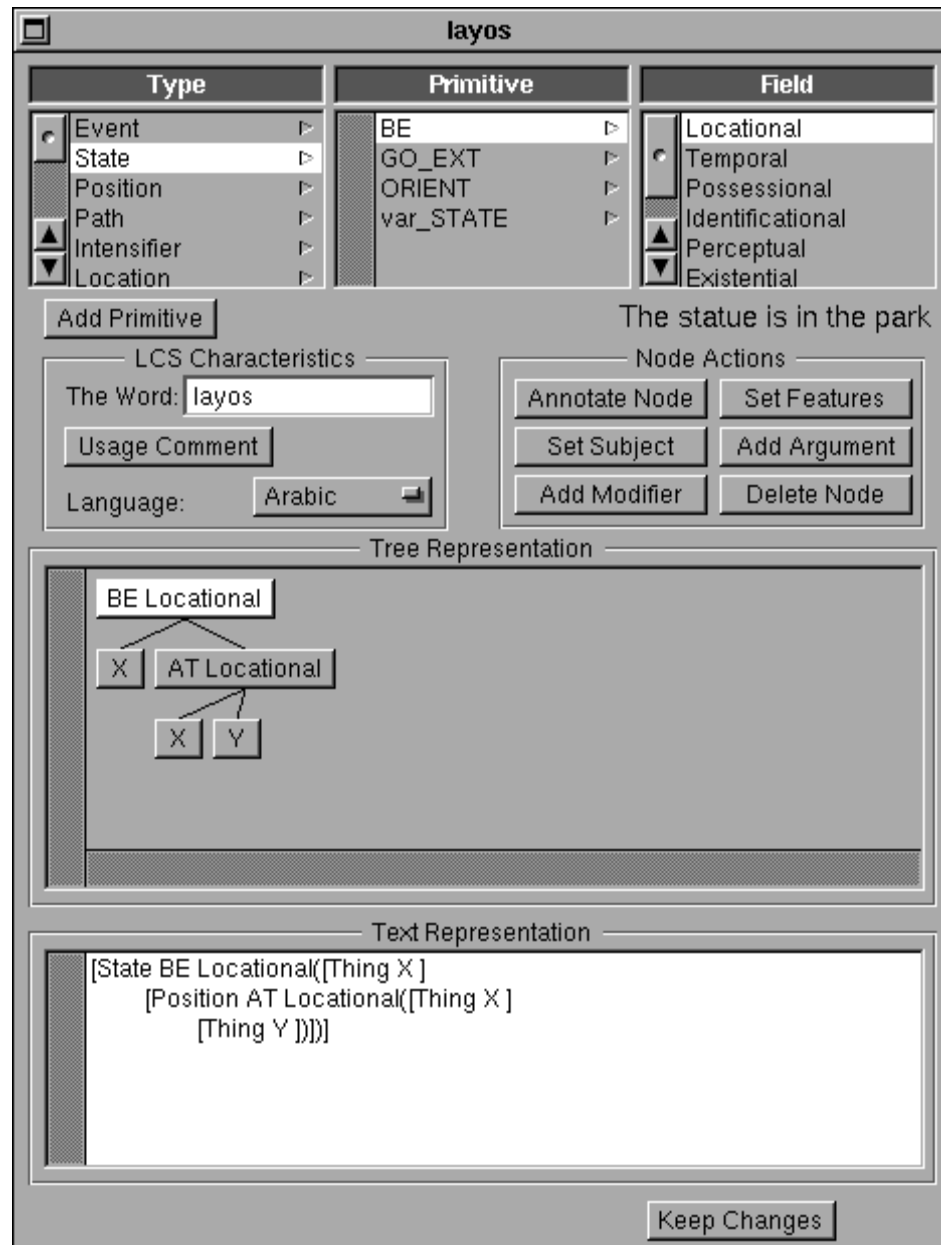 layos
Type
Primitive
Field
Event
State
Position
Path
Intensifier
Location
BE
GO_EXT
ORIENT
var_STATE
Locational
Temporal
Possessional
Identificational
Perceptual
Existential
Add Primitive
The statue is in the park
LCS Characteristics
The Word: layos
Usage Comment
Language: Arabic
Node Actions
Annotate Node Set Features
Set Subject Add Argument
Add Modifier Delete Node
Tree Representation
BE Locational
X AT Locational
X Y
Text Representation
[State BE Locational([Thing X ]
[Position AT Locational([Thing X ]
[Thing Y ])])]
Keep Changes